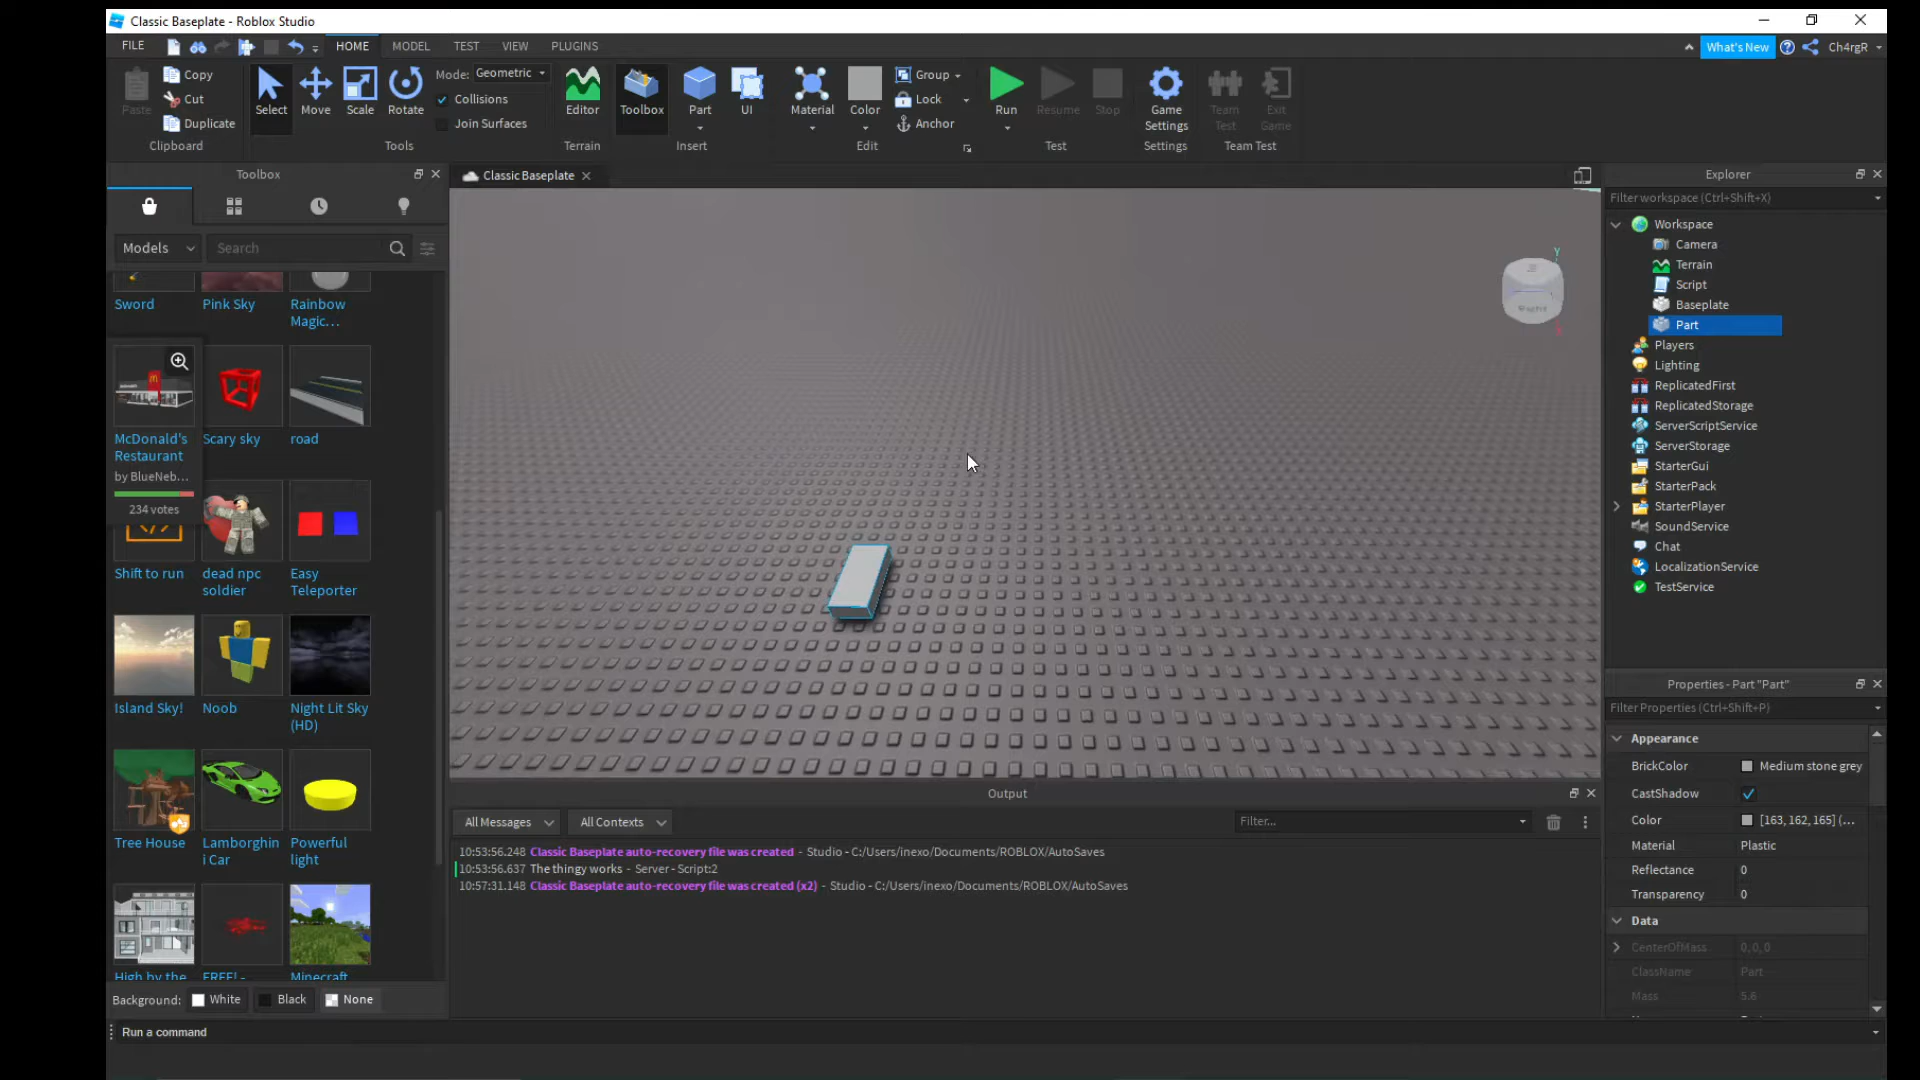 Classic Baseplate - Roblox Studio
FILE HOME MODEL TEST VIEW PLUGINS What's New Ch4rgR
Paste Copy Cut Duplicate
Select Move Scale Rotate
Mode: Geometric
Collisions
Join Surfaces
Editor Toolbox Part UI Material Color
Group
Lock
Anchor
Run Resume Stop
Game Settings
Team Test
Exit Game
Clipboard Tools Terrain Insert Edit Test Settings Team Test
Toolbox
Models Search
Sword Pink Sky Rainbow
Magic...
McDonald's Scary sky road
Restaurant
by BlueNeb...
234 votes
Shift to run dead npc Easy
soldier Teleporter
Island Sky! Noob Night Lit Sky
(HD)
Tree House Lamborghin Powerful
i Car light
High by the FREE! - Minecraft
Background: White Black None
Run a command
Classic Baseplate
Y
Output
All Messages All Contexts Filter...
10:53:56.248 Classic Baseplate auto-recovery file was created - Studio - C:/Users/inexo/Documents/ROBLOX/AutoSaves
10:53:56.637 The thingy works - Server - Script:2
10:57:31.148 Classic Baseplate auto-recovery file was created (x2) - Studio - C:/Users/inexo/Documents/ROBLOX/AutoSaves
Explorer
Filter workspace (Ctrl+Shift+X)
Workspace
Camera
Terrain
Script
Baseplate
Part
Players
Lighting
ReplicatedFirst
ReplicatedStorage
ServerScriptService
ServerStorage
StarterGui
StarterPack
StarterPlayer
SoundService
Chat
LocalizationService
TestService
Properties - Part "Part"
Filter Properties (Ctrl+Shift+P)
Appearance
BrickColor Medium stone grey
CastShadow
Color [163, 162, 165] (...
Material Plastic
Reflectance 0
Transparency 0
Data
CenterOfMass 0, 0, 0
ClassName Part
Mass 5.6